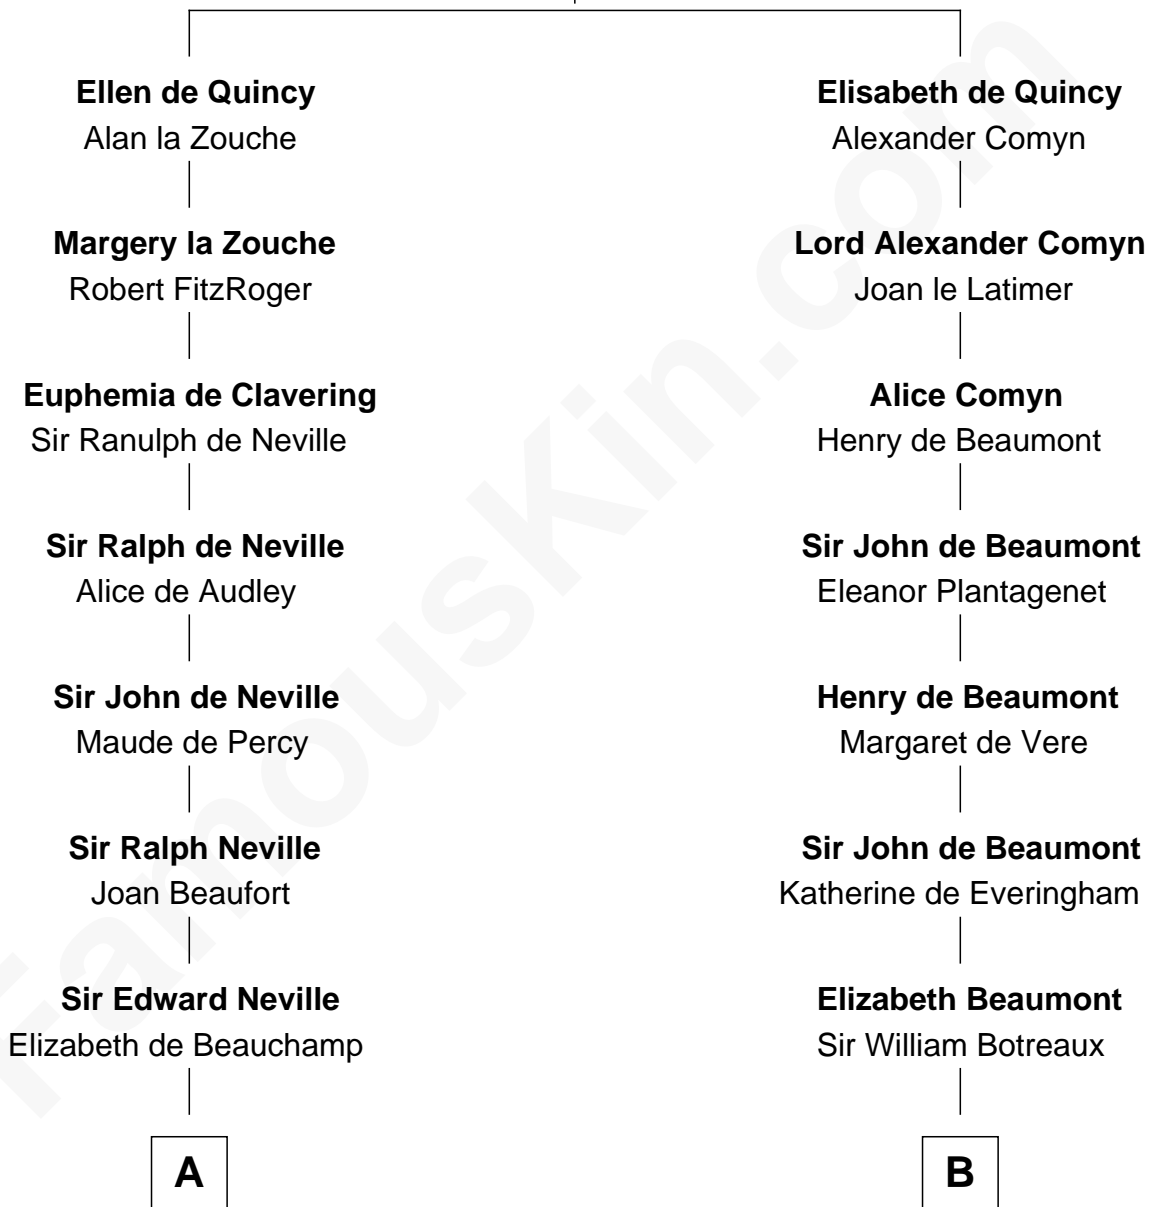 Ellen de Quincy
Alan la Zouche
Margery la Zouche
Robert FitzRoger
Euphemia de Clavering
Sir Ranulph de Neville
Sir Ralph de Neville
Alice de Audley
Sir John de Neville
Maude de Percy
Sir Ralph Neville
Joan Beaufort
Sir Edward Neville
Elizabeth de Beauchamp
A
Elisabeth de Quincy
Alexander Comyn
Lord Alexander Comyn
Joan le Latimer
Alice Comyn
Henry de Beaumont
Sir John de Beaumont
Eleanor Plantagenet
Henry de Beaumont
Margaret de Vere
Sir John de Beaumont
Katherine de Everingham
Elizabeth Beaumont
Sir William Botreaux
B
FamousKin.com